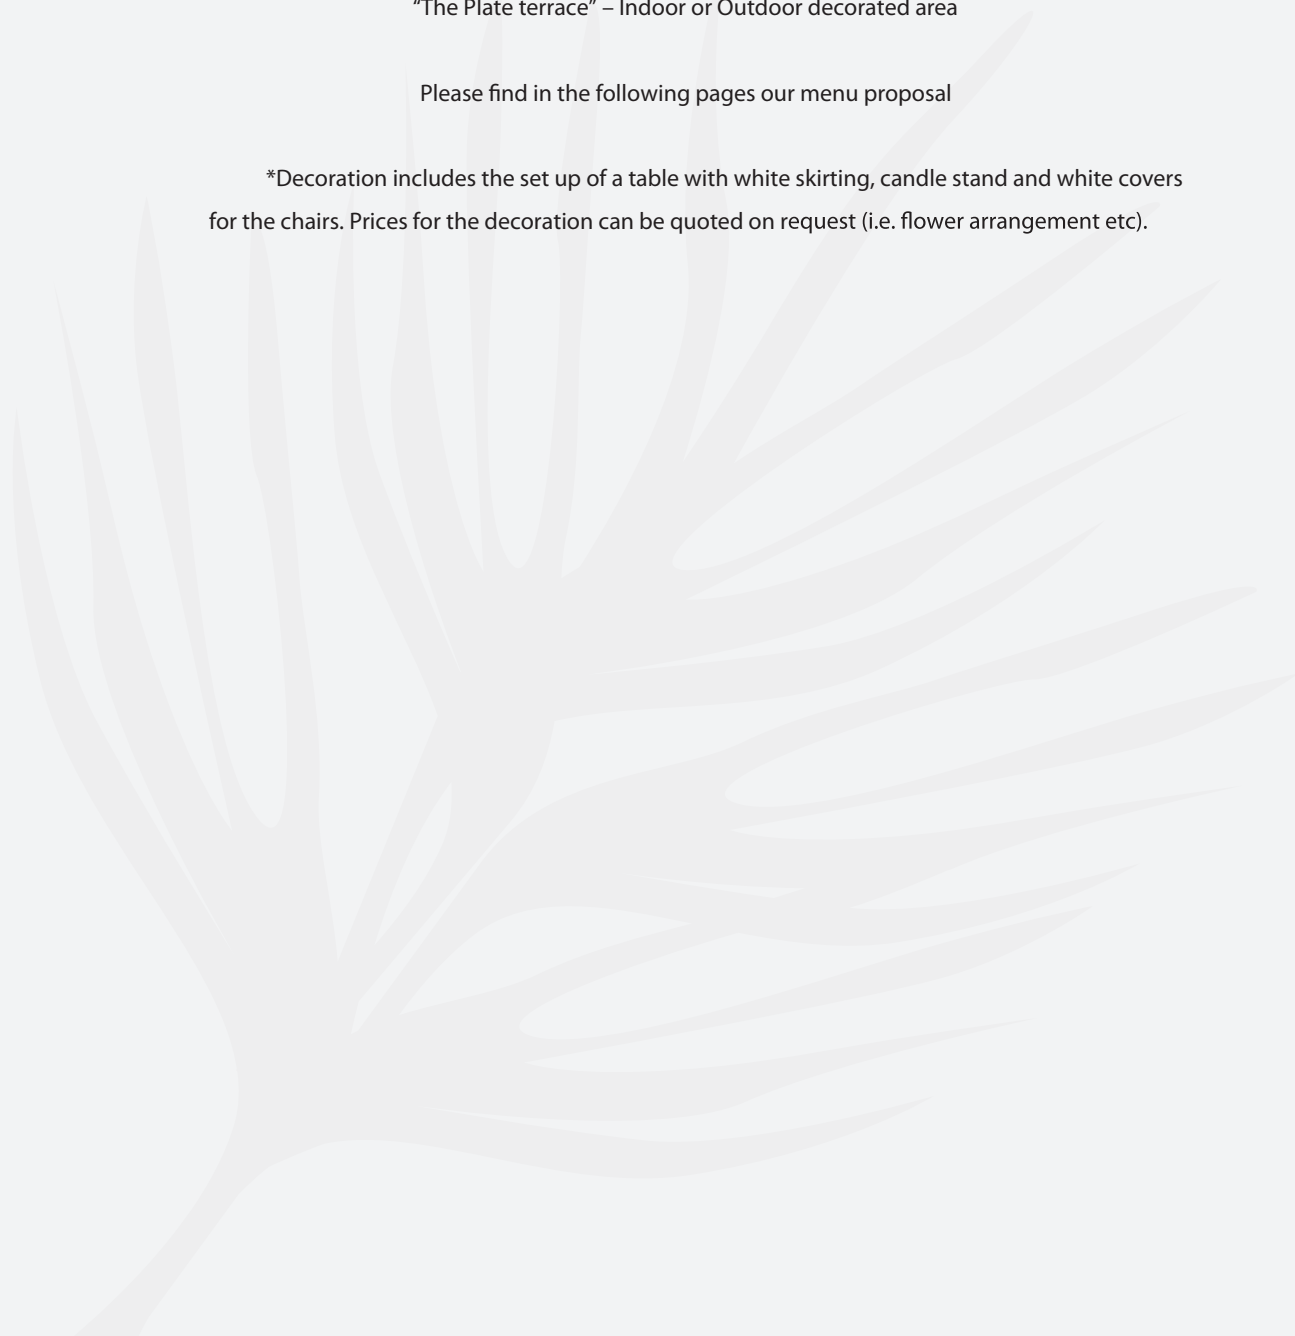 “The Plate terrace” – Indoor or Outdoor decorated area
Please find in the following pages our menu proposal
*Decoration includes the set up of a table with white skirting, candle stand and white covers
for the chairs. Prices for the decoration can be quoted on request (i.e. flower arrangement etc).